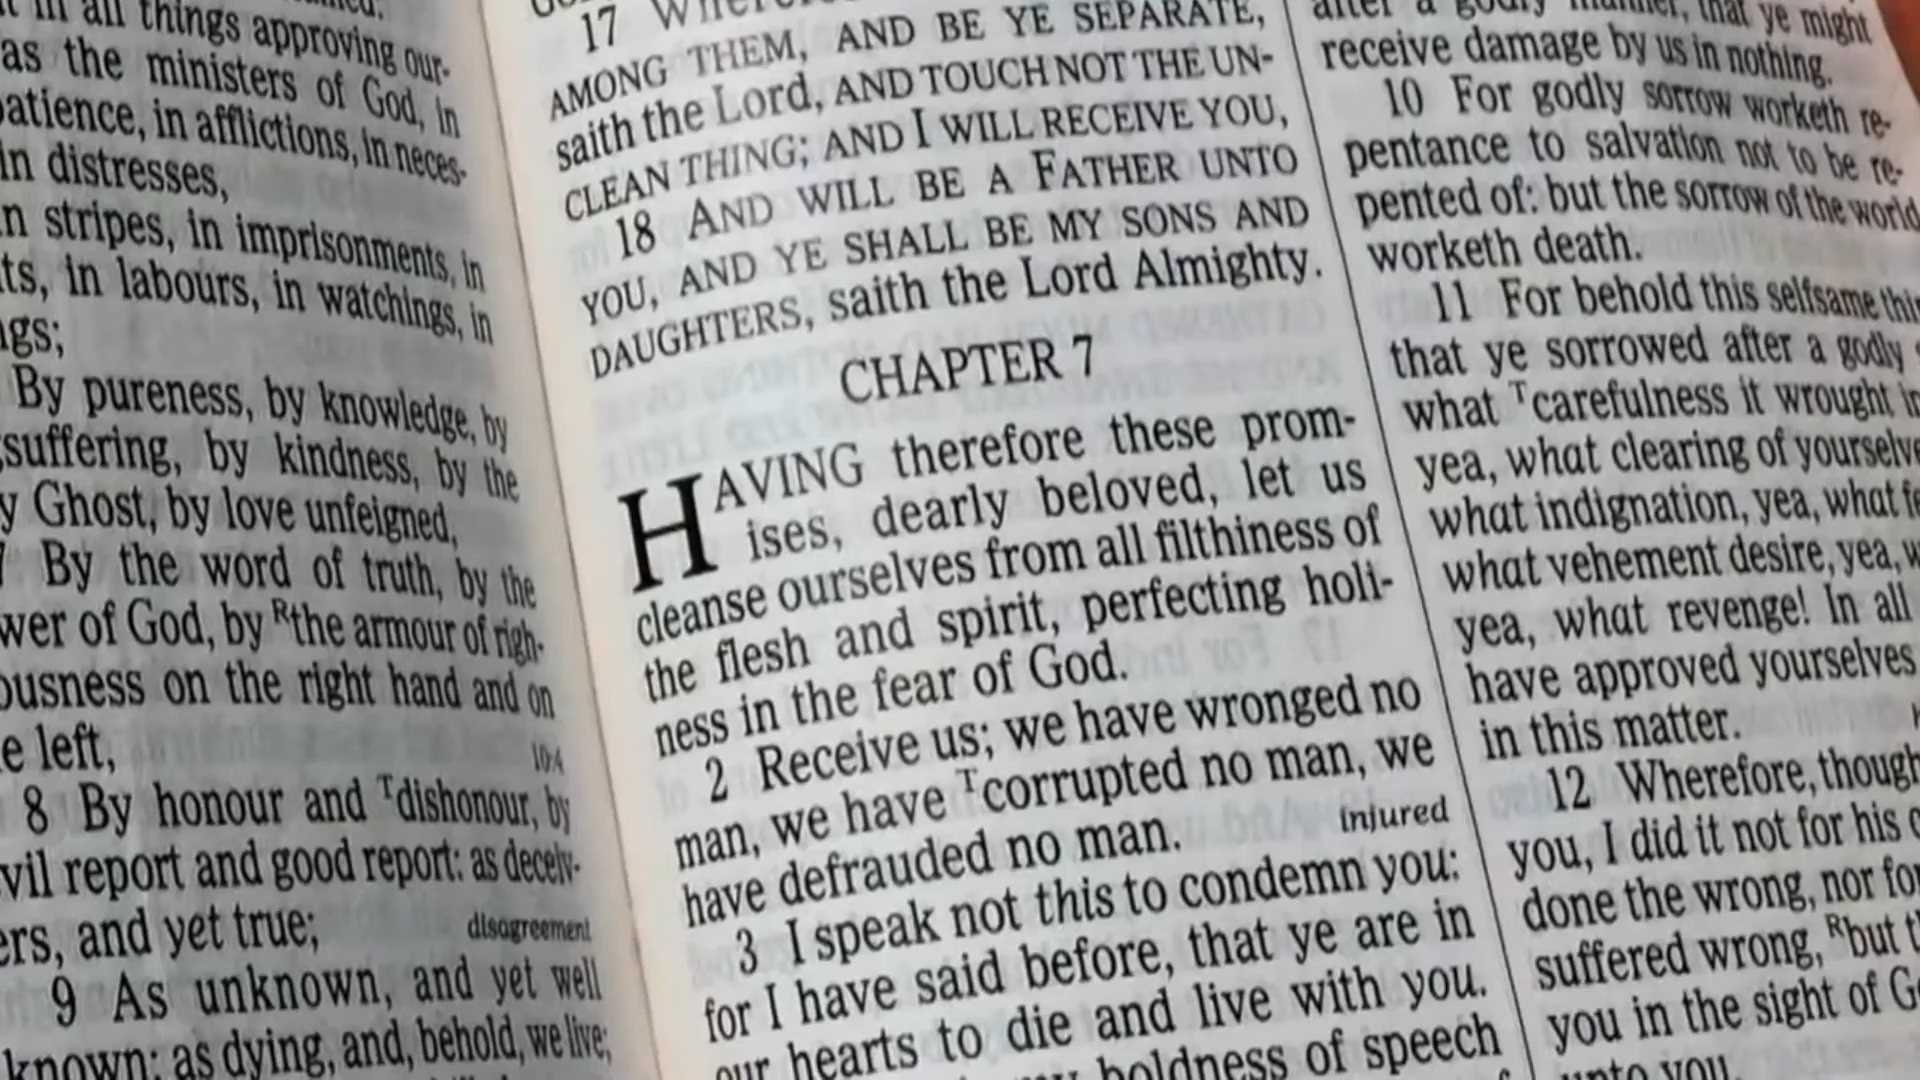 in all things approving our-
as the ministers of God, in
patience, in afflictions, in neces-
in distresses,
in stripes, in imprisonments, in
ts, in labours, in watchings, in
ngs;
By pureness, by knowledge, by
suffering, by kindness, by the
y Ghost, by love unfeigned,
7 By the word of truth, by the
wer of God, by Rthe armour of righ-
ousness on the right hand and on
e left,
10:4
8 By honour and Tdishonour, by
vil report and good report: as deceiv-
ers, and yet true;
disagreement
9 As unknown, and yet well
known; as dying, and, behold, we live;
17
AMONG THEM, AND BE YE SEPARATE,
saith the Lord, AND TOUCH NOT THE UN-
CLEAN THING; AND I WILL RECEIVE YOU,
18 AND WILL BE A FATHER UNTO
YOU, AND YE SHALL BE MY SONS AND
DAUGHTERS, saith the Lord Almighty.
CHAPTER 7
HAVING therefore these prom-
ises, dearly beloved, let us
cleanse ourselves from all filthiness of
the flesh and spirit, perfecting holi-
ness in the fear of God.
2 Receive us; we have wronged no
man, we have Tcorrupted no man, we
have defrauded no man.
injured
3 I speak not this to condemn you:
for I have said before, that ye are in
our hearts to die and live with you.
boldness of speech
after a godly manner, that ye might
receive damage by us in nothing.
10 For godly sorrow worketh re-
pentance to salvation not to be re-
pented of: but the sorrow of the world
worketh death.
11 For behold this selfsame thin
that ye sorrowed after a godly
what Tcarefulness it wrought in
yea, what clearing of yourselve
what indignation, yea, what fe
what vehement desire, yea, w
yea, what revenge! In all
have approved yourselves
in this matter.
12 Wherefore, though
you, I did it not for his c
done the wrong, nor for
suffered wrong, Rbut t
you in the sight of G
unto you.